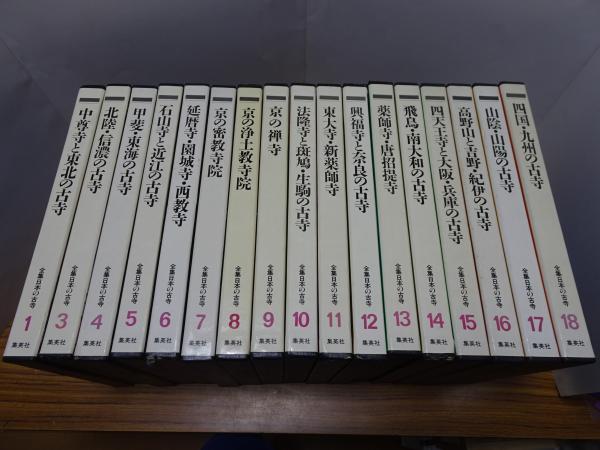 中尊寺と東北の古寺
全集日本の古寺
1
集英社
北陸・信濃の古寺
全集日本の古寺
3
集英社
甲斐・東海の古寺
全集日本の古寺
4
集英社
石山寺と近江の古寺
全集日本の古寺
5
集英社
延暦寺・園城寺・西教寺
全集日本の古寺
6
集英社
京の密教寺院
全集日本の古寺
7
集英社
京の浄土教寺院
全集日本の古寺
8
集英社
京の禅寺
全集日本の古寺
9
集英社
法隆寺と斑鳩・生駒の古寺
全集日本の古寺
10
集英社
東大寺・新薬師寺
全集日本の古寺
11
集英社
興福寺と奈良の古寺
全集日本の古寺
12
集英社
薬師寺・唐招提寺
全集日本の古寺
13
集英社
飛鳥・南大和の古寺
全集日本の古寺
14
集英社
四天王寺と大阪・兵庫の古寺
全集日本の古寺
15
集英社
高野山と吉野・紀伊の古寺
全集日本の古寺
16
集英社
山陰・山陽の古寺
全集日本の古寺
17
集英社
四国・九州の古寺
全集日本の古寺
18
集英社